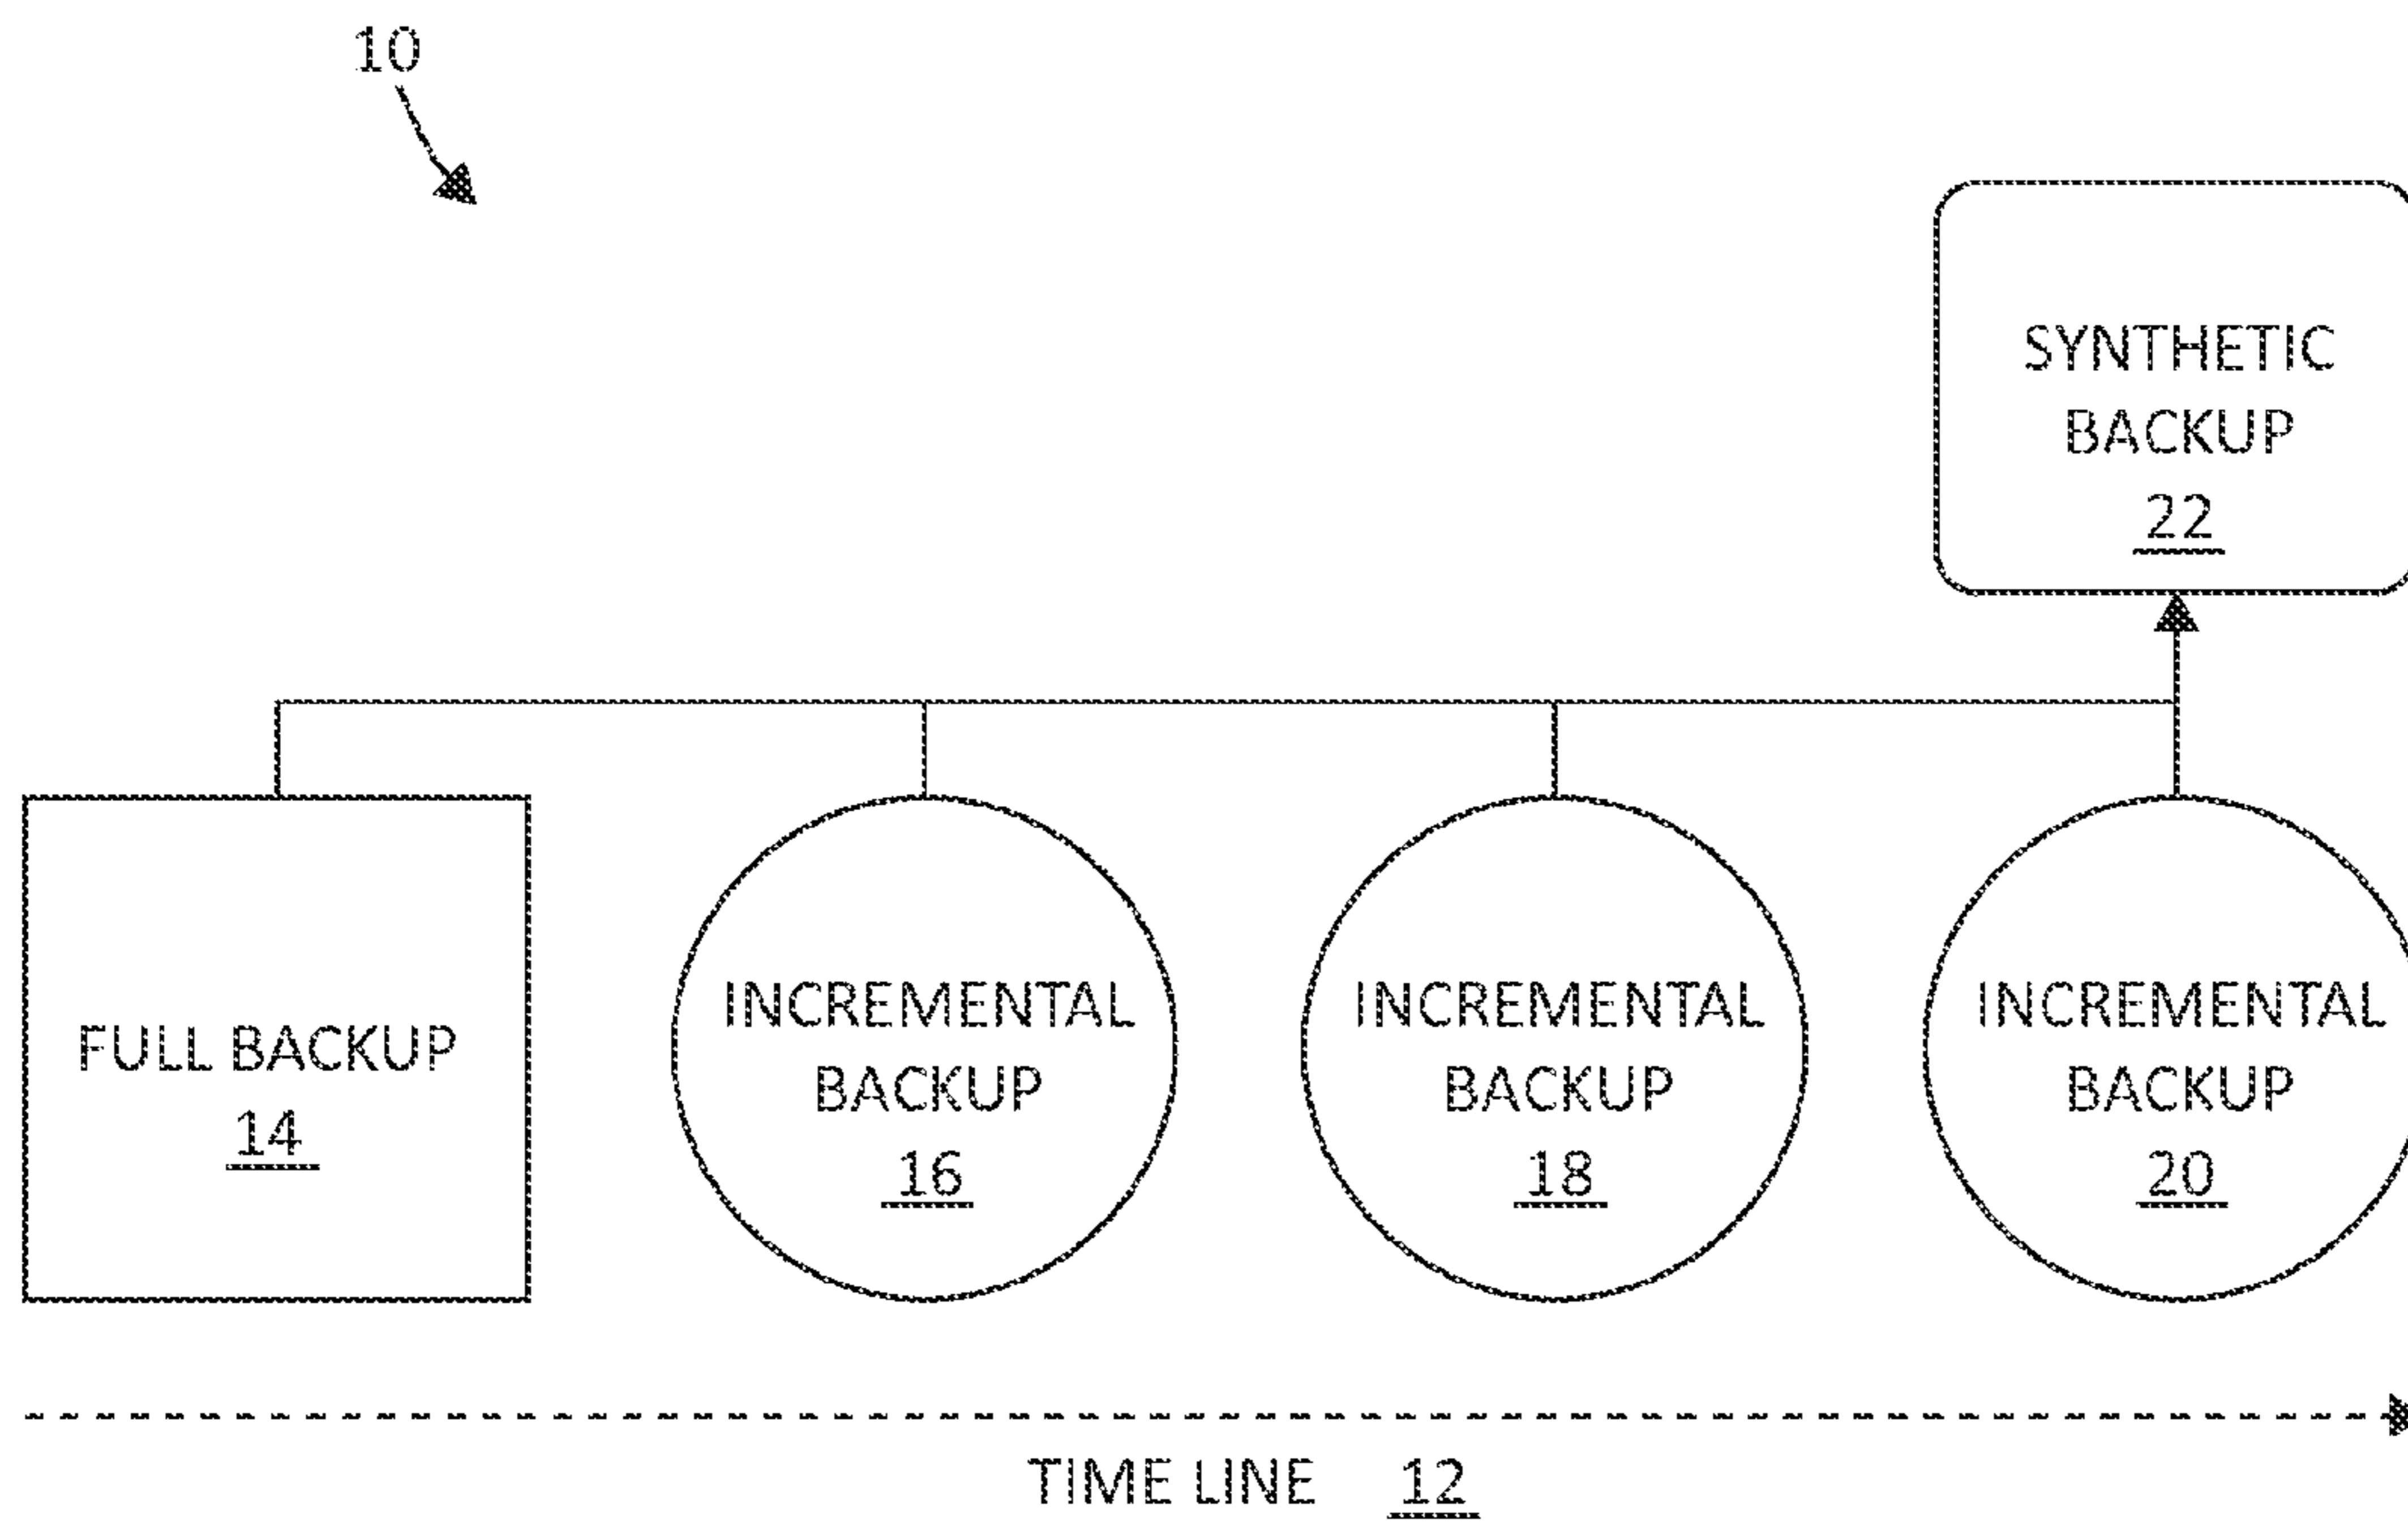 10
SYNTHETIC
BACKUP
22
FULL BACKUP
14
INCREMENTAL
BACKUP
16
INCREMENTAL
BACKUP
18
INCREMENTAL
BACKUP
20
TIME LINE 12